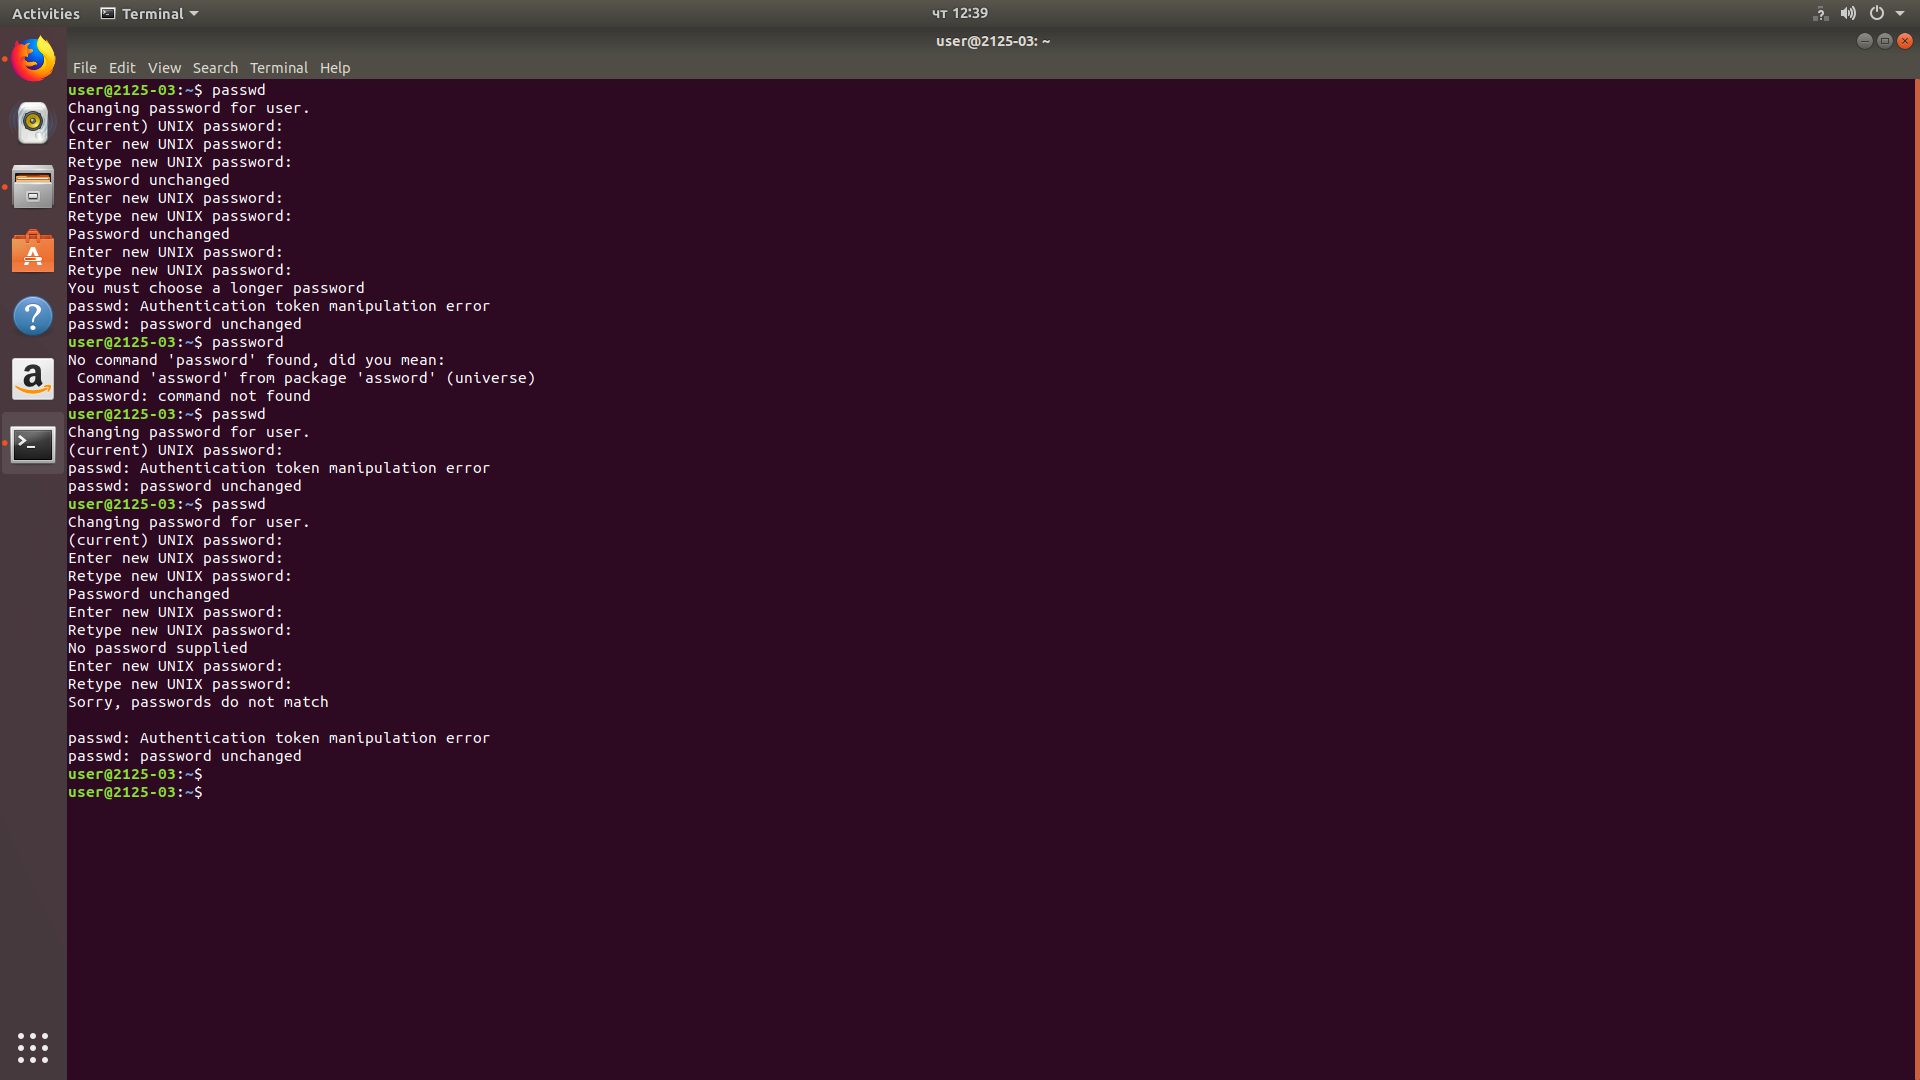 Activities Terminal чт 12:39
user@2125-03: ~
File Edit View Search Terminal Help
user@2125-03:~$ passwd
Changing password for user.
(current) UNIX password:
Enter new UNIX password:
Retype new UNIX password:
Password unchanged
Enter new UNIX password:
Retype new UNIX password:
Password unchanged
Enter new UNIX password:
Retype new UNIX password:
You must choose a longer password
passwd: Authentication token manipulation error
passwd: password unchanged
user@2125-03:~$ password
No command 'password' found, did you mean:
 Command 'assword' from package 'assword' (universe)
password: command not found
user@2125-03:~$ passwd
Changing password for user.
(current) UNIX password:
passwd: Authentication token manipulation error
passwd: password unchanged
user@2125-03:~$ passwd
Changing password for user.
(current) UNIX password:
Enter new UNIX password:
Retype new UNIX password:
Password unchanged
Enter new UNIX password:
Retype new UNIX password:
No password supplied
Enter new UNIX password:
Retype new UNIX password:
Sorry, passwords do not match

passwd: Authentication token manipulation error
passwd: password unchanged
user@2125-03:~$
user@2125-03:~$